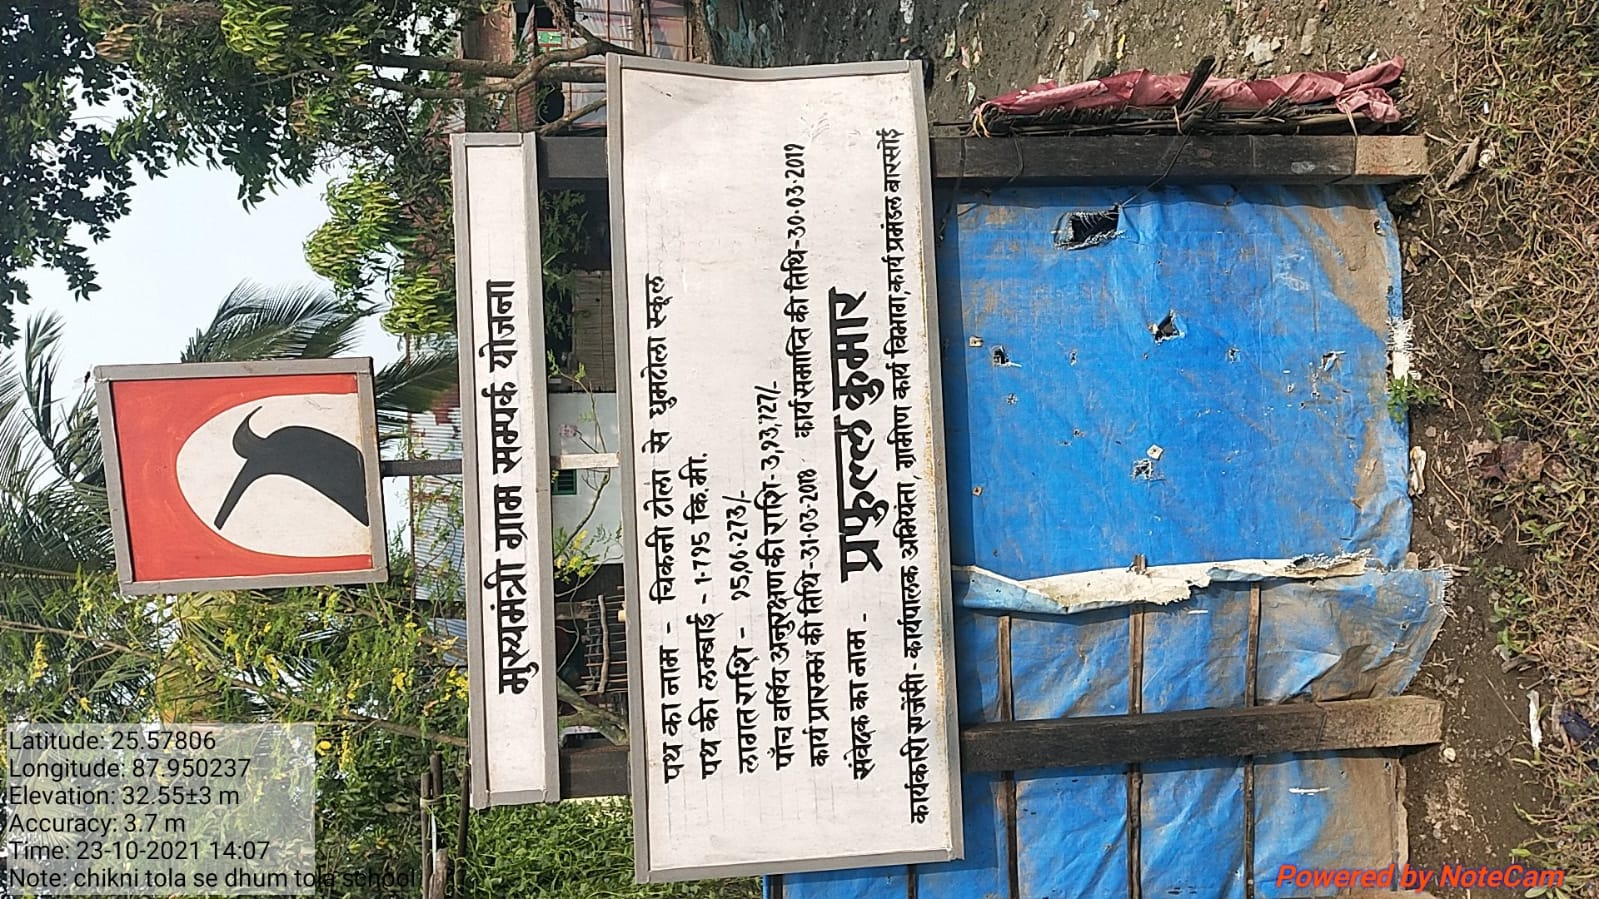 मुख्यमंत्री ग्राम सम्पर्क योजना
पथ का नाम - चिकनी टोला से धुमटोला स्कूल
पथ की लम्बाई - 1.795 कि.मी.
लागत राशि - 95,06,273/-
पाँच वर्षिय अनुरक्षण की राशि - 3,93,727/-
कार्य प्रारम्भ की तिथि - 31-03-2018 कार्य समाप्ति की तिथि - 30-03-2019
संवेदक का नाम - प्रफुल्ल कुमार
कार्यकारी एजेंसी - कार्यपालक अभियंता, ग्रामीण कार्य विभाग, कार्य प्रमंडल बारसोई
Latitude: 25.57806
Longitude: 87.950237
Elevation: 32.55±3 m
Accuracy: 3.7 m
Time: 23-10-2021 14:07
Note: chikni tola se dhum tola school
Powered by NoteCam